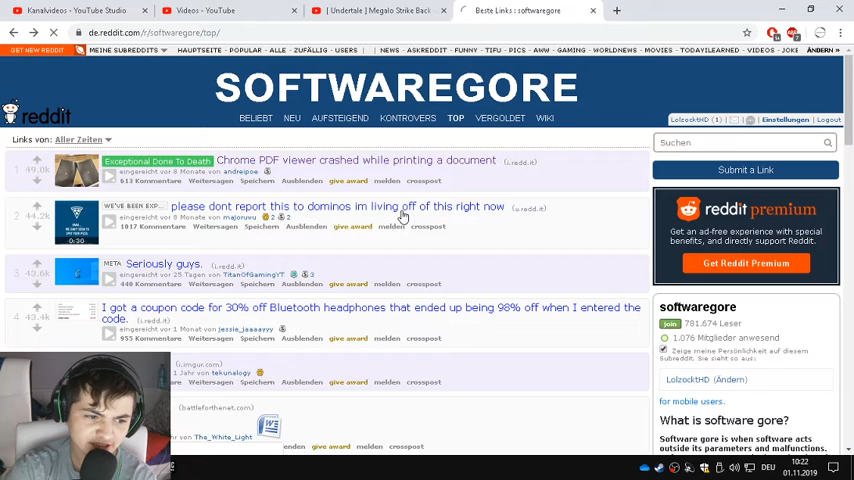 Kanalvideos - YouTube Studio
Videos - YouTube
[ Undertale ] Megalo Strike Back
Beste Links : softwaregore
de.reddit.com/r/softwaregore/top/
GET NEW REDDIT MEINE SUBREDDITS HAUPTSEITE - POPULAR - ALLE - ZUFÄLLIG - USERS | NEWS - ASKREDDIT - FUNNY - TIFU - PICS - AWW - GAMING - WORLDNEWS - MOVIES - TODAYILEARNED - VIDEOS - JOKES ÄNDERN »
SOFTWAREGORE
reddit
BELIEBT NEU AUFSTEIGEND KONTROVERS TOP VERGOLDET WIKI
LolzocktHD (1) Einstellungen Logout
Links von: Aller Zeiten
Suchen
1 49.0k Exceptional Done To Death Chrome PDF viewer crashed while printing a document (i.redd.it)
eingereicht vor 8 Monate von andreipoe
613 Kommentare Weitersagen Speichern Ausblenden give award melden crosspost
Submit a Link
2 44.2k WE'VE BEEN EXP... please dont report this to dominos im living off of this right now (v.redd.it)
eingereicht vor 8 Monate von majoruvu 2 2
1017 Kommentare Weitersagen Speichern Ausblenden give award melden crosspost
0:30
reddit premium
Get an ad-free experience with special
benefits, and directly support Reddit.
Get Reddit Premium
3 43.6k META Seriously guys. (i.redd.it)
eingereicht vor 25 Tagen von TitanOfGamingYT 3
440 Kommentare Weitersagen Speichern Ausblenden give award melden crosspost
4 43.4k I got a coupon code for 30% off Bluetooth headphones that ended up being 98% off when I entered the
code. (i.redd.it)
eingereicht vor 1 Monat von jessie_jaaaayyy
955 Kommentare Weitersagen Speichern Ausblenden give award melden crosspost
softwaregore
join 781.674 Leser
1.076 Mitglieder anwesend
Zeige meine Persönlichkeit auf diesem
Subreddit. Sie sieht so aus:
LolzocktHD (Ändern)
for mobile users.
What is software gore?
Software gore is when software acts
outside its parameters and malfunctions.
(i.imgur.com)
1 Jahr von tekunalogy
Weitersagen Speichern Ausblenden give award melden crosspost
(battleforthenet.com)
vor 1 Jahr von The_White_Light
give award melden crosspost
DEU
10:22
01.11.2019